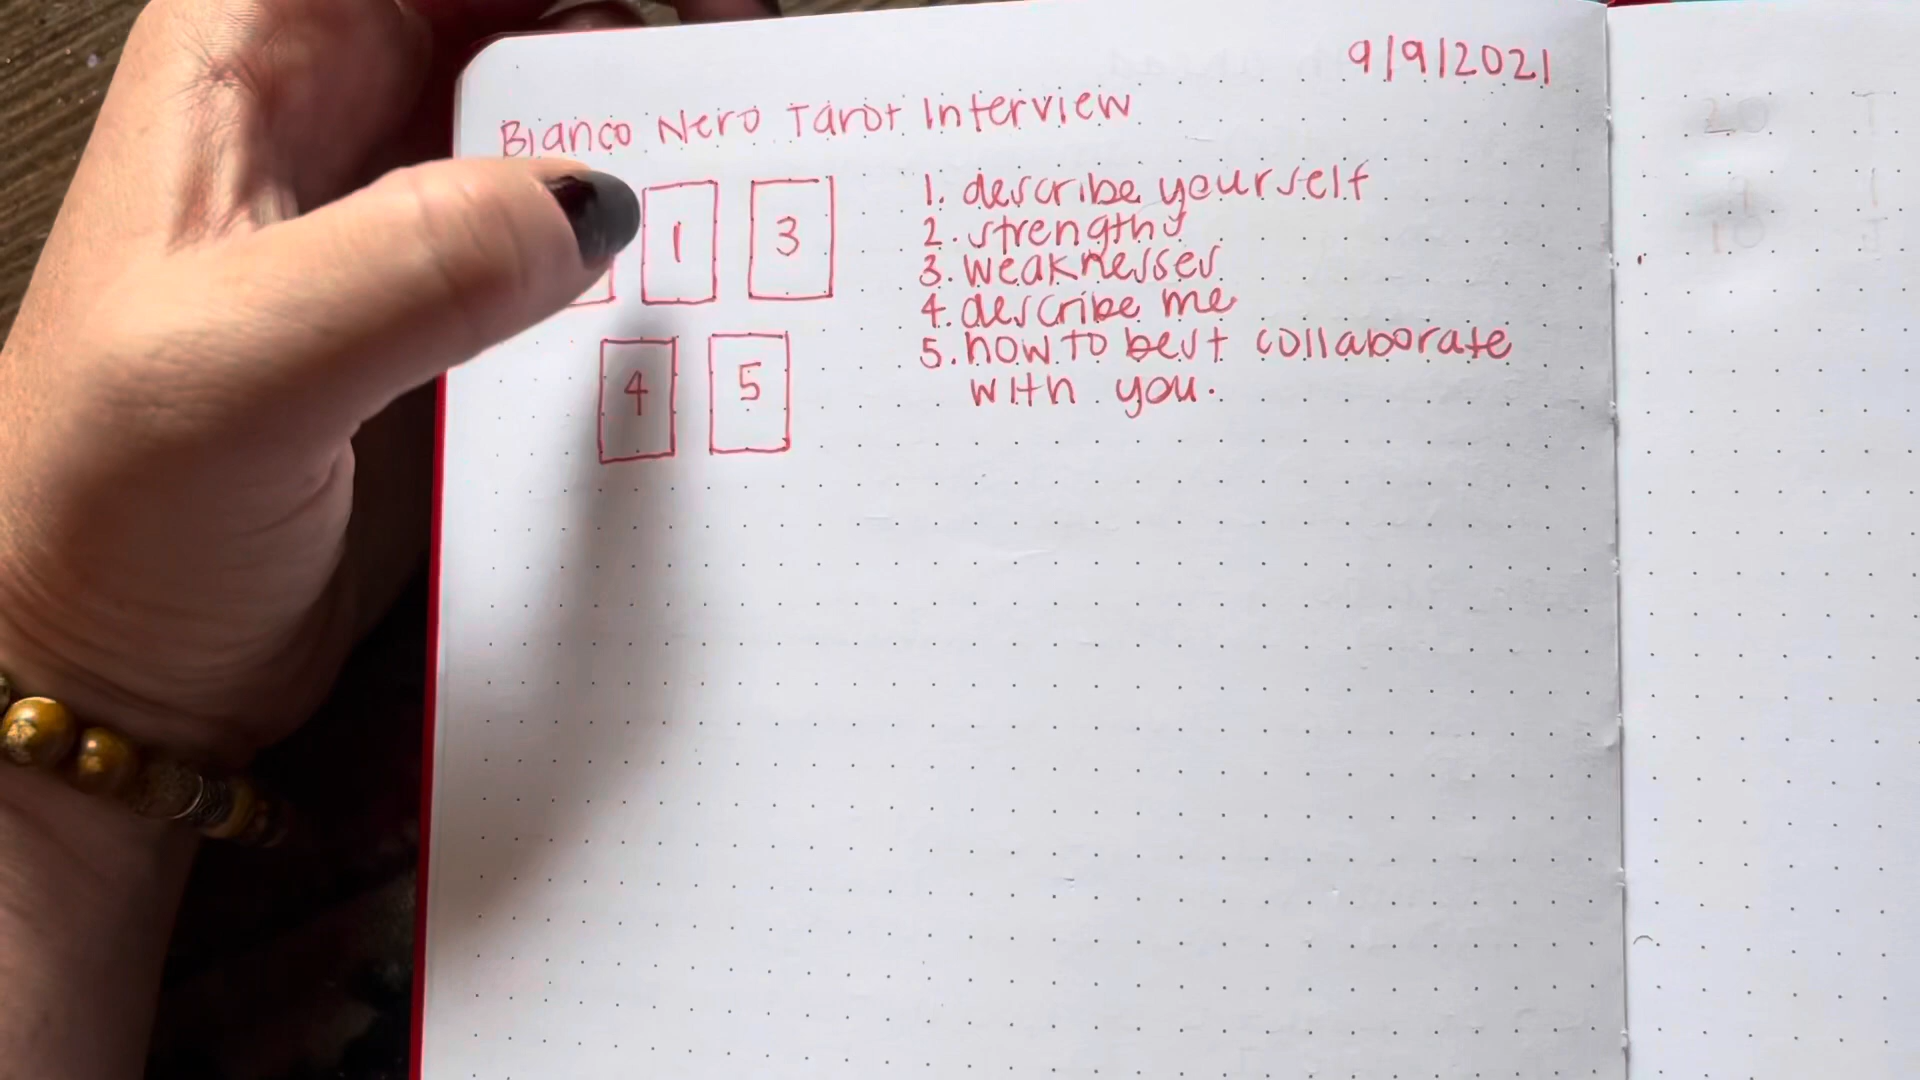 9/9/2021
Bianco Nero Tarot Interview
1 3
4 5
1. describe yourself
2. strengths
3. weaknesses
4. describe me
5. how to best collaborate
with you.